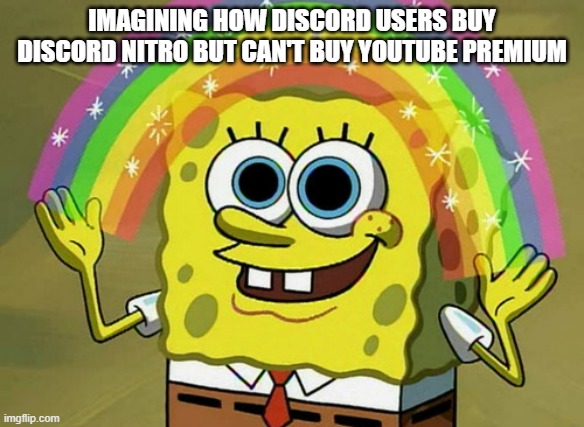 IMAGINING HOW DISCORD USERS BUY
DISCORD NITRO BUT CAN'T BUY YOUTUBE PREMIUM
imgflip.com